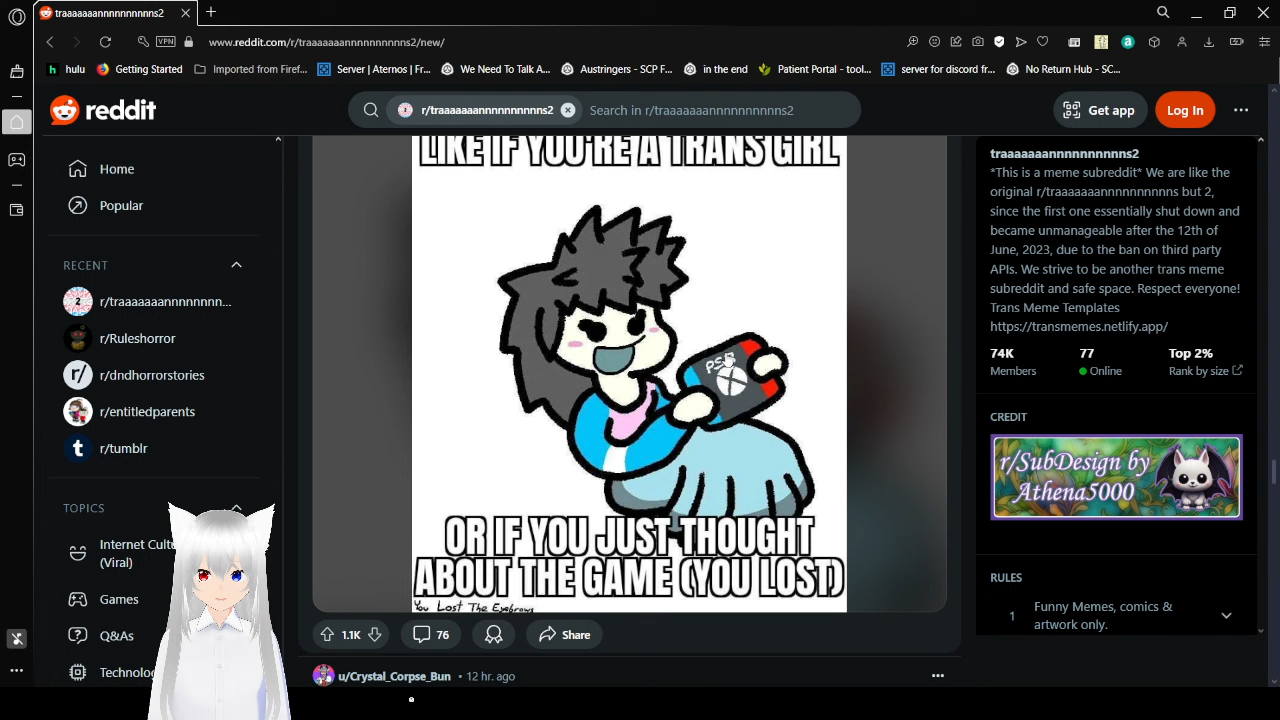 traaaaaaannnnnnnnnns2
VPN
www.reddit.com/r/traaaaaaannnnnnnnnns2/new/
hulu
Getting Started
Imported from Firef...
Server | Aternos | Fr...
We Need To Talk A...
Austringers - SCP F...
in the end
Patient Portal - tool...
server for discord fr...
No Return Hub - SC...
reddit
r/traaaaaaannnnnnnnnns2
Search in r/traaaaaaannnnnnnnnns2
Get app
Log In
Home
Popular
RECENT
r/traaaaaaannnnnnn...
r/Ruleshorror
r/dndhorrorstories
r/entitledparents
r/tumblr
TOPICS
Internet Cultu
(Viral)
Games
Q&As
Technolog
LIKE IF YOU'RE A TRANS GIRL
OR IF YOU JUST THOUGHT
ABOUT THE GAME (YOU LOST)
You Lost The Eyebrows
1.1K
76
Share
u/Crystal_Corpse_Bun • 12 hr. ago
traaaaaaannnnnnnnnns2
*This is a meme subreddit* We are like the
original r/traaaaaaannnnnnnnnns but 2,
since the first one essentially shut down and
became unmanageable after the 12th of
June, 2023, due to the ban on third party
APIs. We strive to be another trans meme
subreddit and safe space. Respect everyone!
Trans Meme Templates
https://transmemes.netlify.app/
74K
Members
77
Online
Top 2%
Rank by size
CREDIT
r/SubDesign by
Athena5000
RULES
1
Funny Memes, comics &
artwork only.